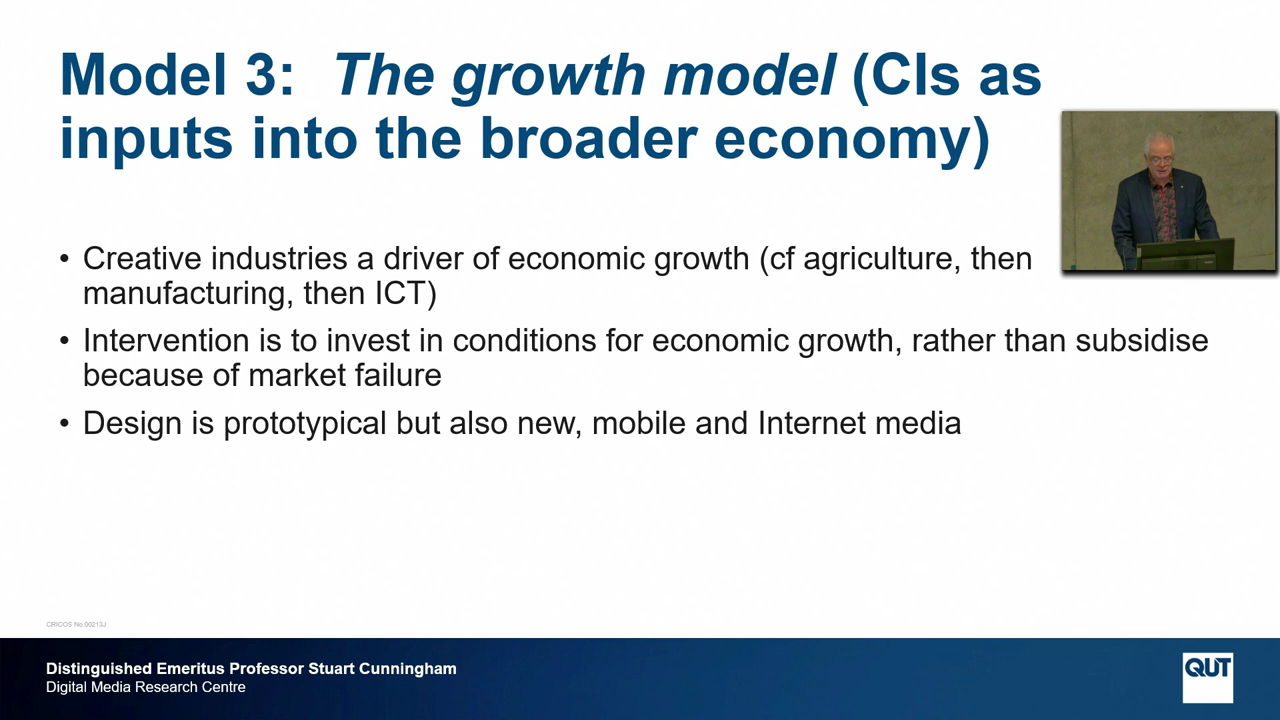 Model 3: The growth model (CIs as
inputs into the broader economy)
• Creative industries a driver of economic growth (cf agriculture, then
manufacturing, then ICT)
• Intervention is to invest in conditions for economic growth, rather than subsidise
because of market failure
• Design is prototypical but also new, mobile and Internet media
CRICOS No.00213J
Distinguished Emeritus Professor Stuart Cunningham
Digital Media Research Centre
QUT